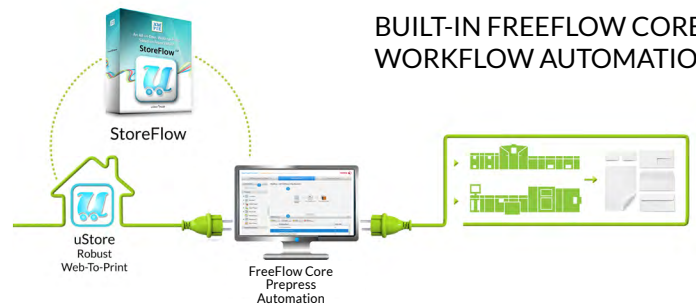 BUILT-IN FREEFLOW CORE
WORKFLOW AUTOMATIO
StoreFlow
StoreFlow
uStore
Robust
Web-To-Print
FreeFlow Core
Prepress
Automation